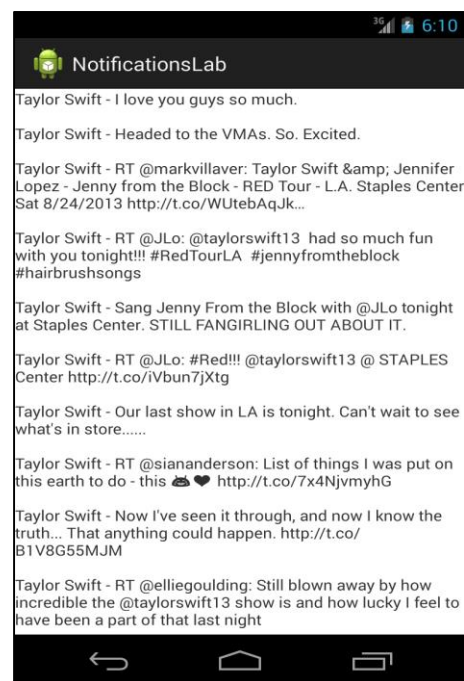 3G 6:10
NotificationsLab
Taylor Swift - I love you guys so much.
Taylor Swift - Headed to the VMAs. So. Excited.
Taylor Swift - RT @markvillaver: Taylor Swift &amp; Jennifer
Lopez - Jenny from the Block - RED Tour - L.A. Staples Center
Sat 8/24/2013 http://t.co/WUtebAqJk…
Taylor Swift - RT @JLo: @taylorswift13  had so much fun
with you tonight!!! #RedTourLA  #jennyfromtheblock
#hairbrushsongs
Taylor Swift - Sang Jenny From the Block with @JLo tonight
at Staples Center. STILL FANGIRLING OUT ABOUT IT.
Taylor Swift - RT @JLo: #Red!!! @taylorswift13 @ STAPLES
Center http://t.co/iVbun7jXtg
Taylor Swift - Our last show in LA is tonight. Can't wait to see
what's in store......
Taylor Swift - RT @siananderson: List of things I was put on
this earth to do - this http://t.co/7x4NjvmyhG
Taylor Swift - Now I've seen it through, and now I know the
truth... That anything could happen. http://t.co/
B1V8G55MJM
Taylor Swift - RT @elliegoulding: Still blown away by how
incredible the @taylorswift13 show is and how lucky I feel to
have been a part of that last night